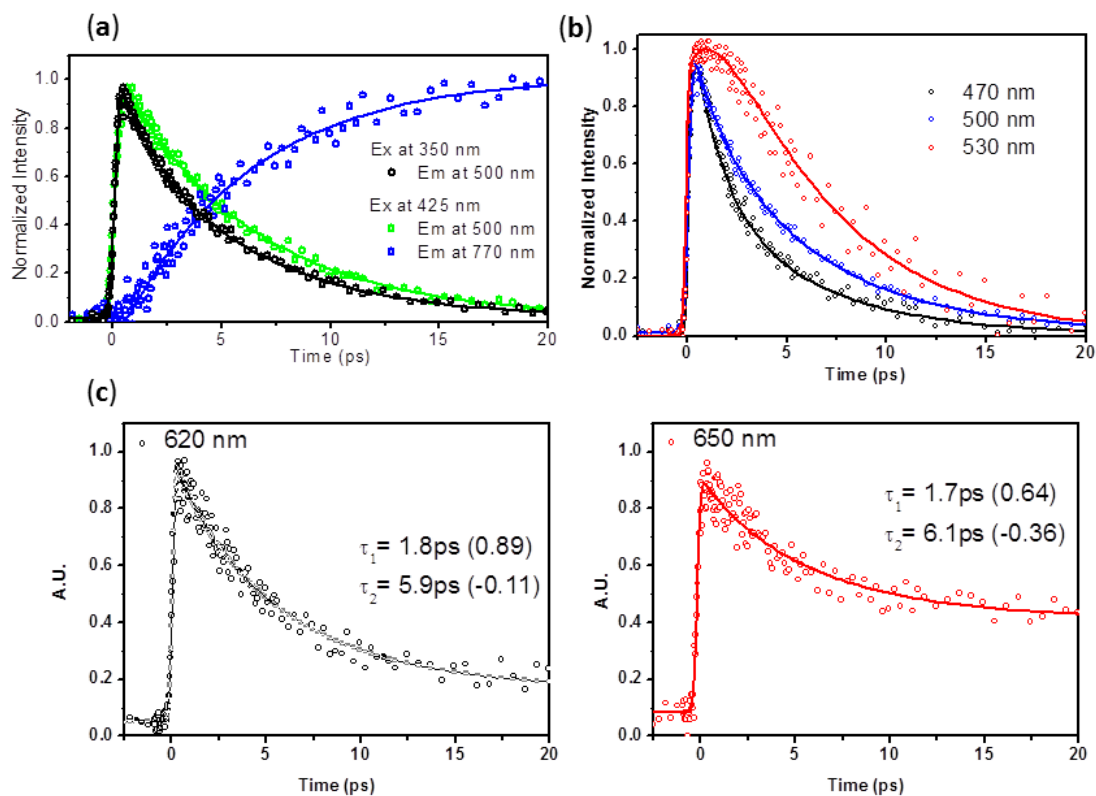 (a)
Normalized Intensity
1.0
0.8
0.6
0.4
0.2
0.0
Ex at 350 nm
Em at 500 nm
Ex at 425 nm
Em at 500 nm
Em at 770 nm
0 5 10 15 20
Time (ps)
(b)
Normalized Intensity
1.0
0.8
0.6
0.4
0.2
0.0
470 nm
500 nm
530 nm
0 5 10 15 20
Time (ps)
(c)
A.U.
1.0
0.8
0.6
0.4
0.2
0.0
620 nm
τ1= 1.8ps (0.89)
τ2= 5.9ps (-0.11)
0 5 10 15 20
Time (ps)
A.U.
1.0
0.8
0.6
0.4
0.2
0.0
650 nm
τ1= 1.7ps (0.64)
τ2= 6.1ps (-0.36)
0 5 10 15 20
Time (ps)